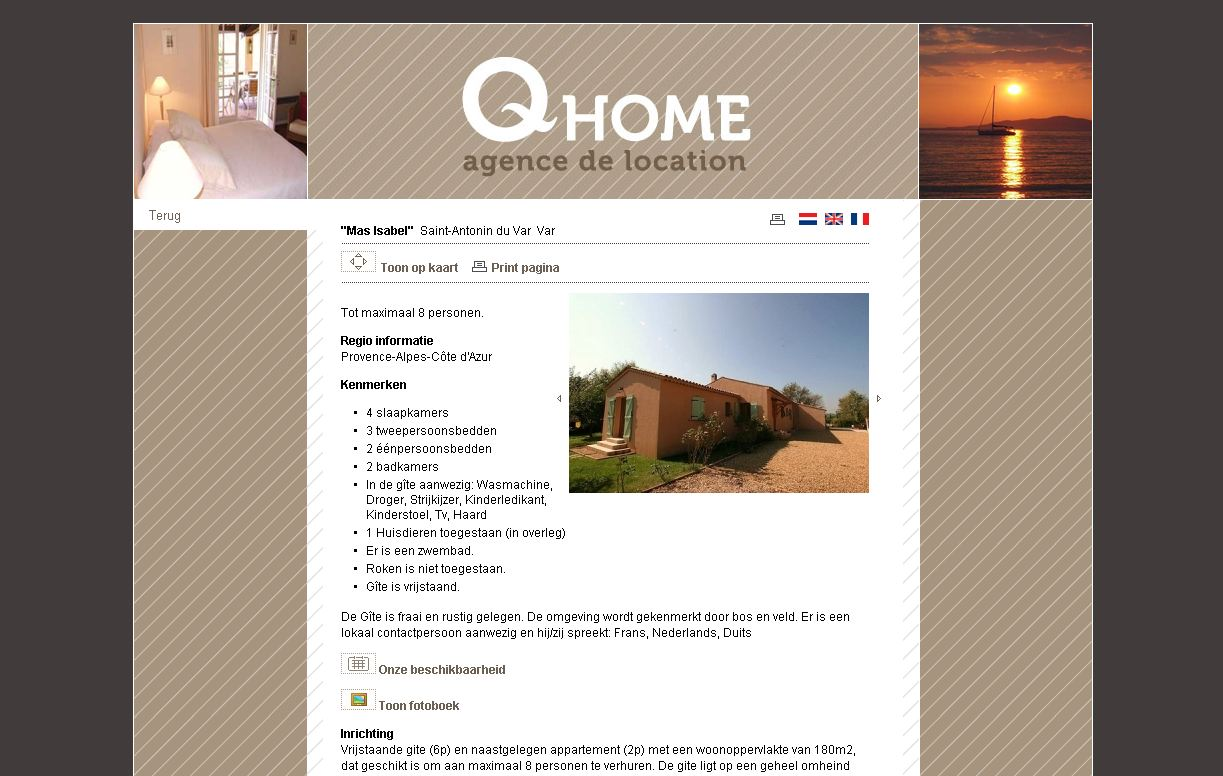 Q HOME
agence de location
Terug
"Mas Isabel" Saint-Antonin du Var Var
Toon op kaart Print pagina
Tot maximaal 8 personen.
Regio informatie
Provence-Alpes-Côte d'Azur
Kenmerken
• 4 slaapkamers
• 3 tweepersoonsbedden
• 2 éénpersoonsbedden
• 2 badkamers
• In de gîte aanwezig: Wasmachine,
Droger, Strijkijzer, Kinderledikant,
Kinderstoel, Tv, Haard
• 1 Huisdieren toegestaan (in overleg)
• Er is een zwembad.
• Roken is niet toegestaan.
• Gîte is vrijstaand.
De Gîte is fraai en rustig gelegen. De omgeving wordt gekenmerkt door bos en veld. Er is een
lokaal contactpersoon aanwezig en hij/zij spreekt: Frans, Nederlands, Duits
Onze beschikbaarheid
Toon fotoboek
Inrichting
Vrijstaande gite (6p) en naastgelegen appartement (2p) met een woonoppervlakte van 180m2,
dat geschikt is om aan maximaal 8 personen te verhuren. De gite ligt op een geheel omheind